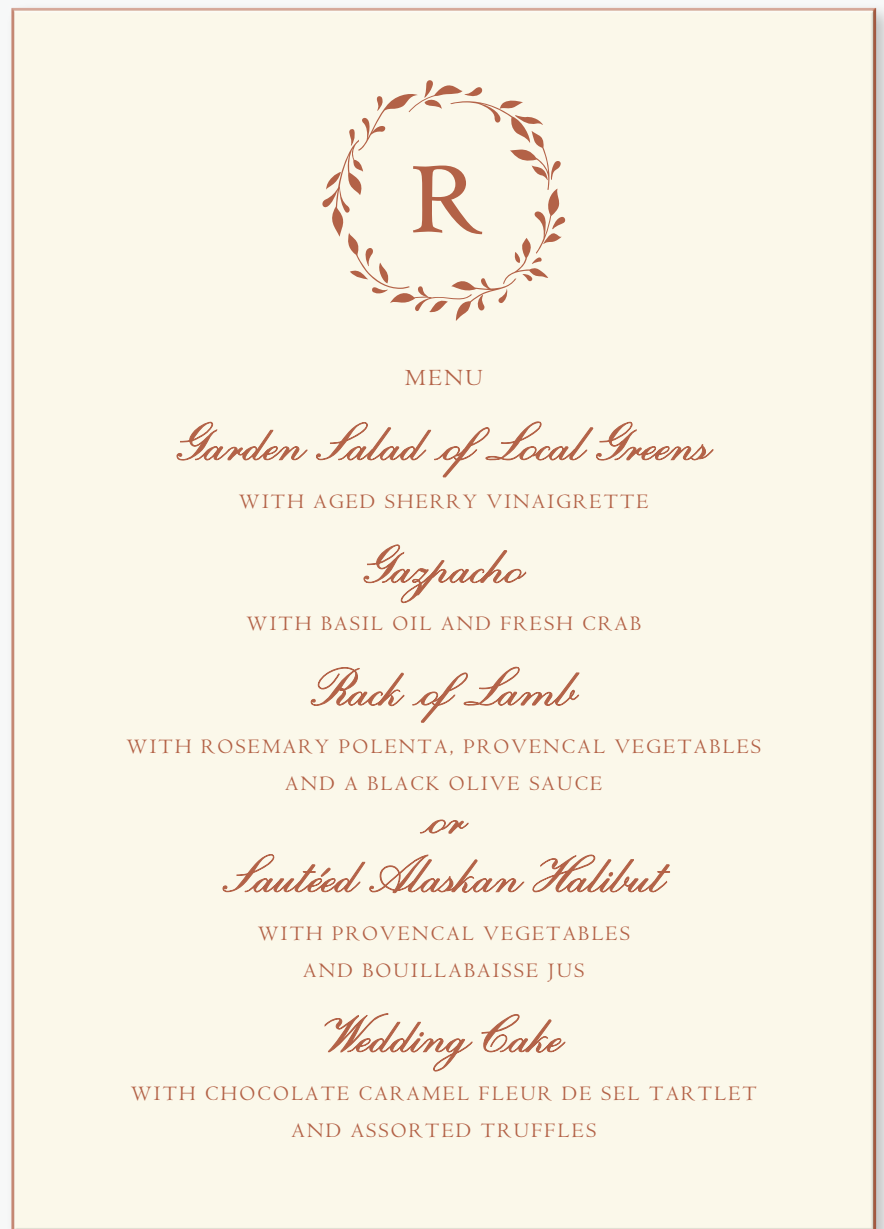 R
MENU
Garden Salad of Local Greens
WITH AGED SHERRY VINAIGRETTE
Gazpacho
WITH BASIL OIL AND FRESH CRAB
Rack of Lamb
WITH ROSEMARY POLENTA, PROVENCAL VEGETABLES
AND A BLACK OLIVE SAUCE
or
Sautéed Alaskan Halibut
WITH PROVENCAL VEGETABLES
AND BOUILLABAISSE JUS
Wedding Cake
WITH CHOCOLATE CARAMEL FLEUR DE SEL TARTLET
AND ASSORTED TRUFFLES